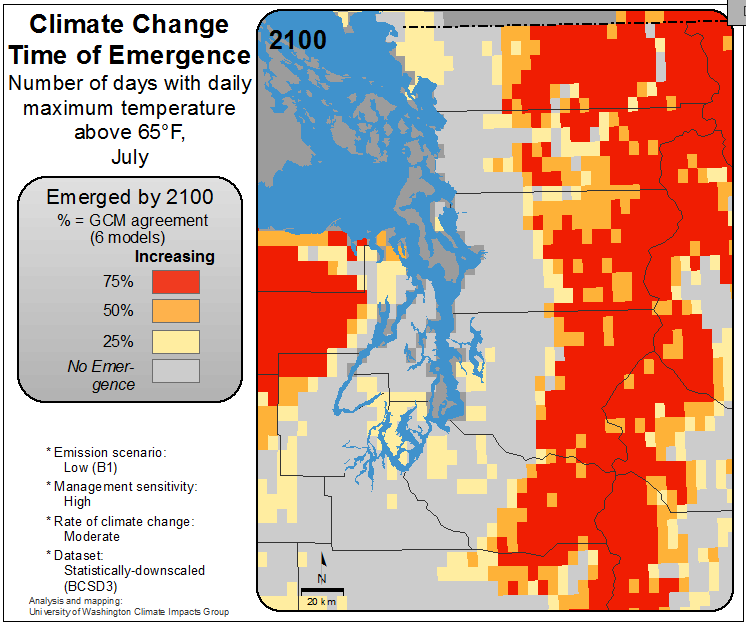 Climate Change
Time of Emergence
Number of days with daily
maximum temperature
above 65°F,
July
2100
Emerged by 2100
% = GCM agreement
(6 models)
Increasing
75%
50%
25%
No Emer-
gence
* Emission scenario:
Low (B1)
* Management sensitivity:
High
* Rate of climate change:
Moderate
* Dataset:
Statistically-downscaled
(BCSD3)
Analysis and mapping:
University of Washington Climate Impacts Group
N
20 km